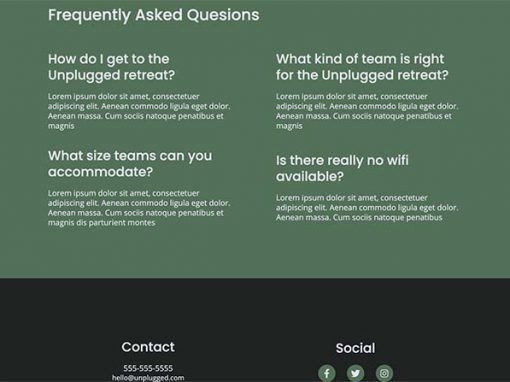 Frequently Asked Quesions
How do I get to the
Unplugged retreat?
Lorem ipsum dolor sit amet, consectetuer
adipiscing elit. Aenean commodo ligula eget dolor.
Aenean massa. Cum sociis natoque penatibus et
magnis
What kind of team is right
for the Unplugged retreat?
Lorem ipsum dolor sit amet, consectetuer
adipiscing elit. Aenean commodo ligula eget dolor.
Aenean massa. Cum sociis natoque penatibus et
magnis
What size teams can you
accommodate?
Lorem ipsum dolor sit amet, consectetuer
adipiscing elit. Aenean commodo ligula eget dolor.
Aenean massa. Cum sociis natoque penatibus et
magnis dis parturient montes
Is there really no wifi
available?
Lorem ipsum dolor sit amet, consectetuer
adipiscing elit. Aenean commodo ligula eget dolor.
Aenean massa. Cum sociis natoque penatibus
Contact
555-555-5555
hello@unplugged.com
Social